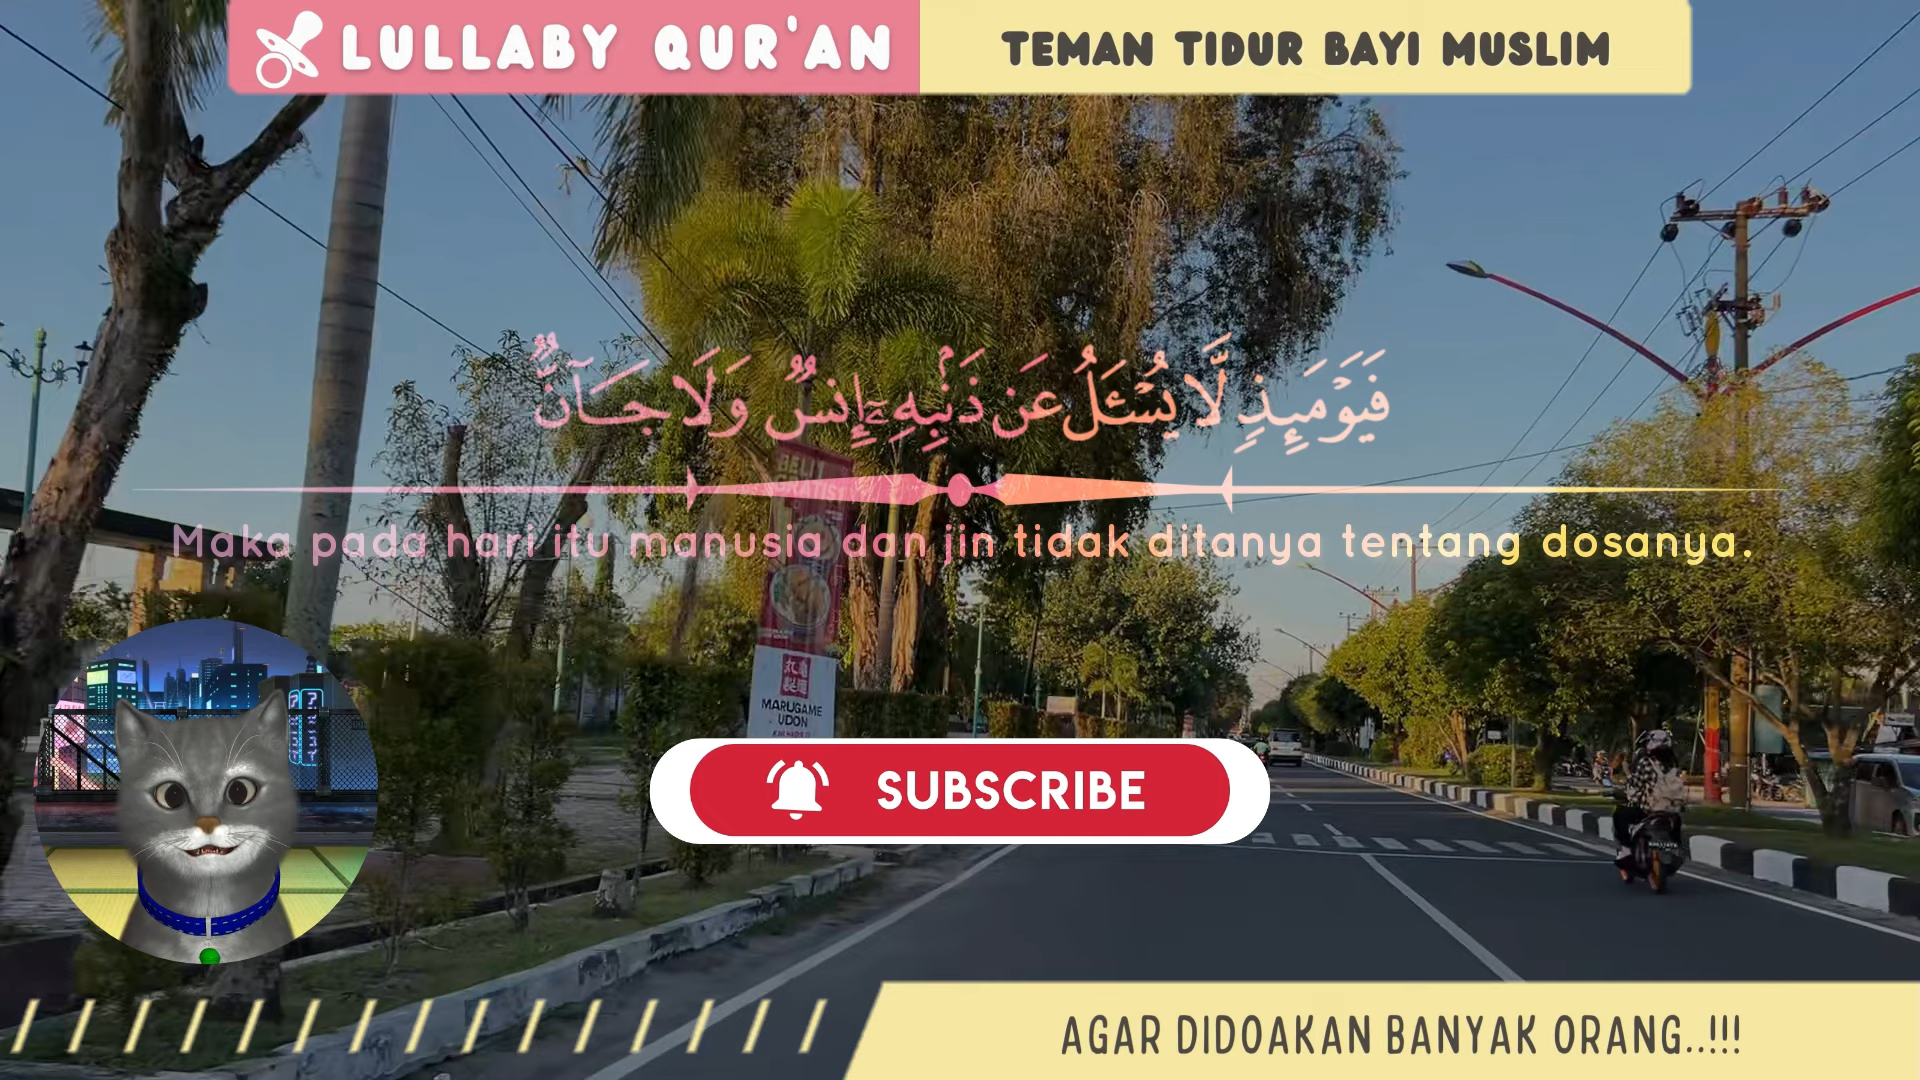 LULLABY QUR'AN
TEMAN TIDUR BAYI MUSLIM
فَيَوْمَئِذٍ لَّا يُسْـَٔلُ عَن ذَنۢبِهِۦٓ إِنسٌ وَلَا جَآنٌّ
Maka pada hari itu manusia dan jin tidak ditanya tentang dosanya.
MARUGAME
UDON
SUBSCRIBE
AGAR DIDOAKAN BANYAK ORANG..!!!